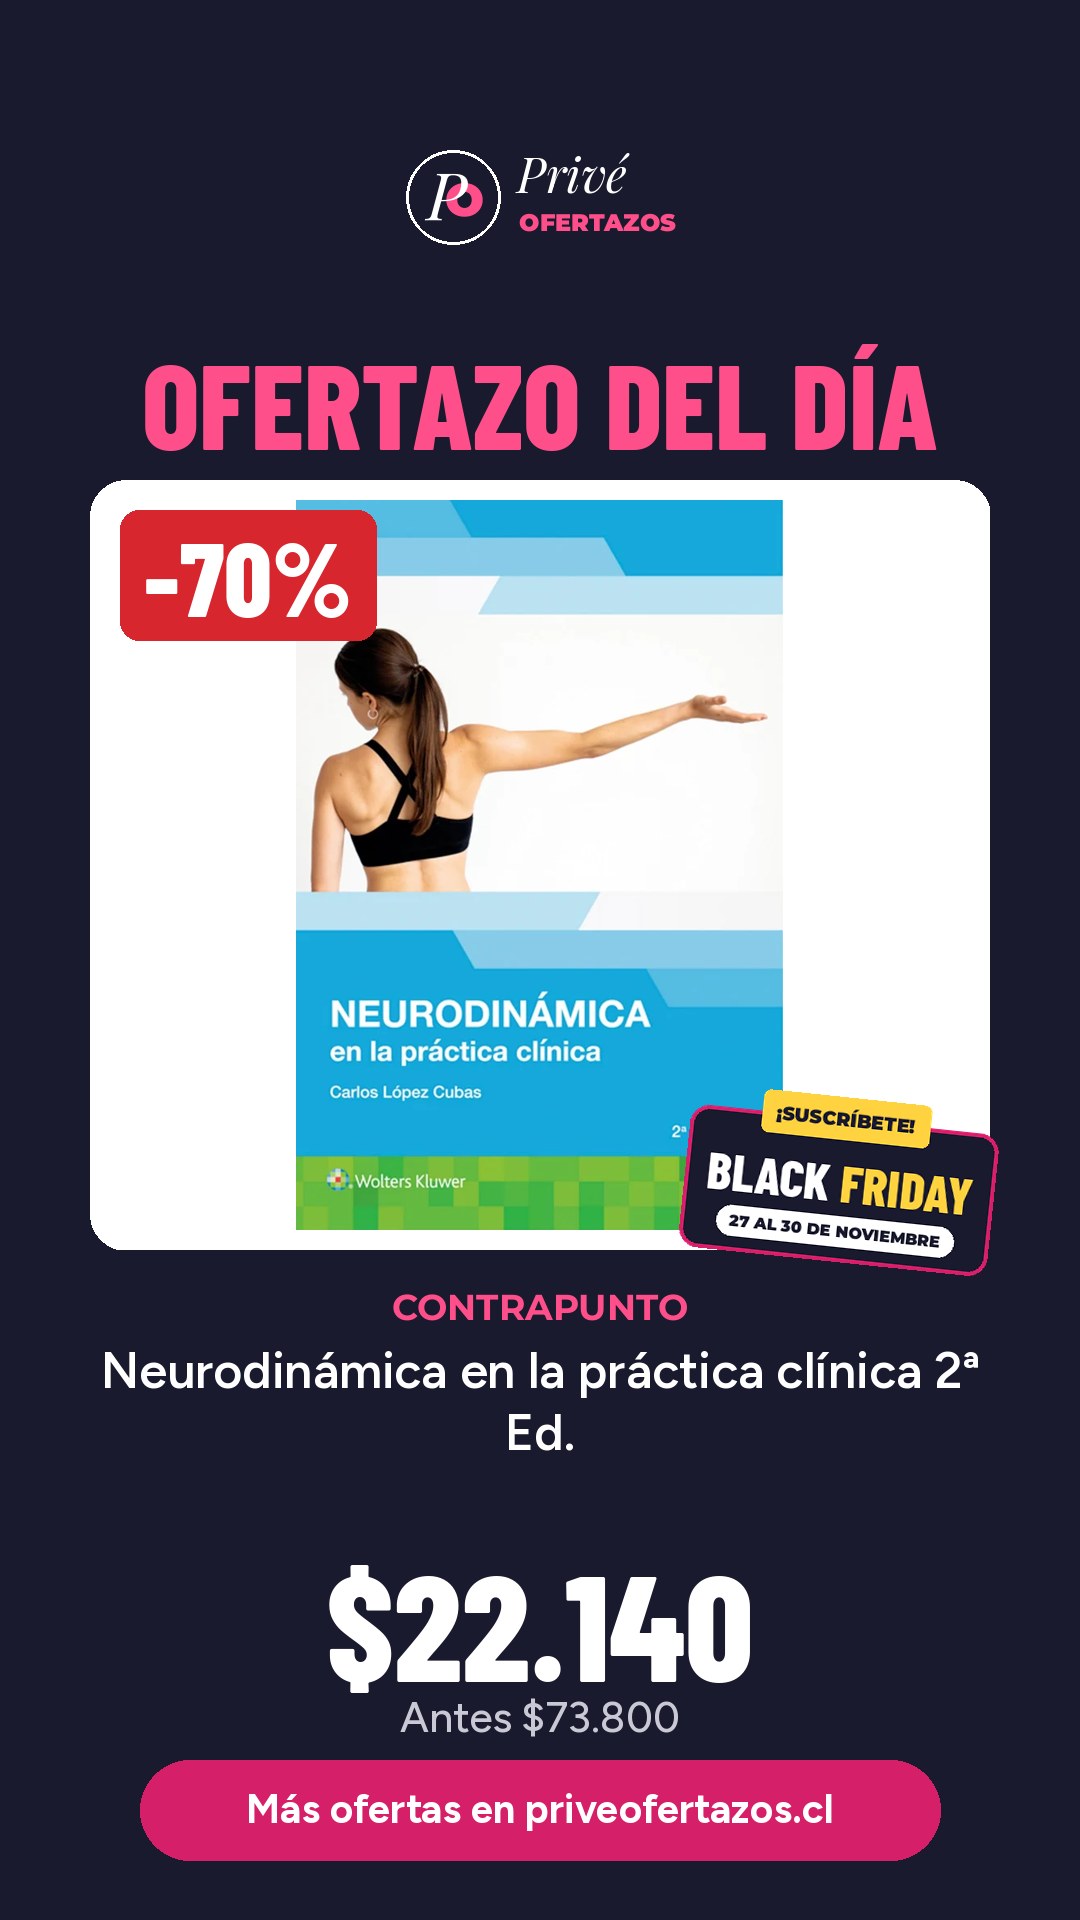 Po
Privé
OFERTAZOS
OFERTAZO DEL DÍA
-70%
NEURODINÁMICA
en la práctica clínica
Carlos López Cubas
2ª
Wolters Kluwer
¡SUSCRÍBETE!
BLACK FRIDAY
27 AL 30 DE NOVIEMBRE
CONTRAPUNTO
Neurodinámica en la práctica clínica 2ª
Ed.
$22.140
Antes $73.800
Más ofertas en priveofertazos.cl